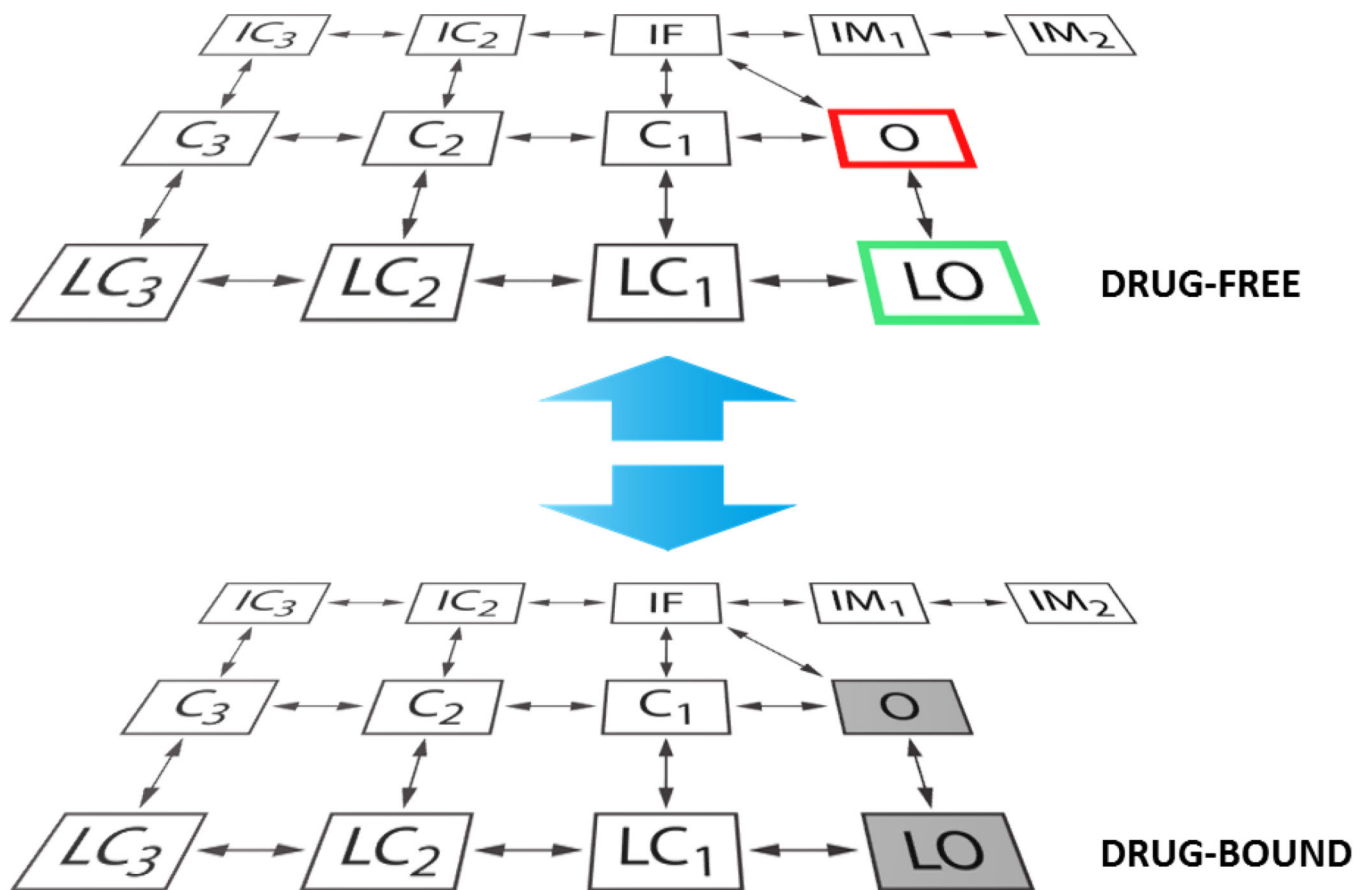 IC₃ IC₂ IF IM₁ IM₂
C₃ C₂ C₁ O
LC₃ LC₂ LC₁ LO DRUG-FREE
IC₃ IC₂ IF IM₁ IM₂
C₃ C₂ C₁ O
LC₃ LC₂ LC₁ LO DRUG-BOUND